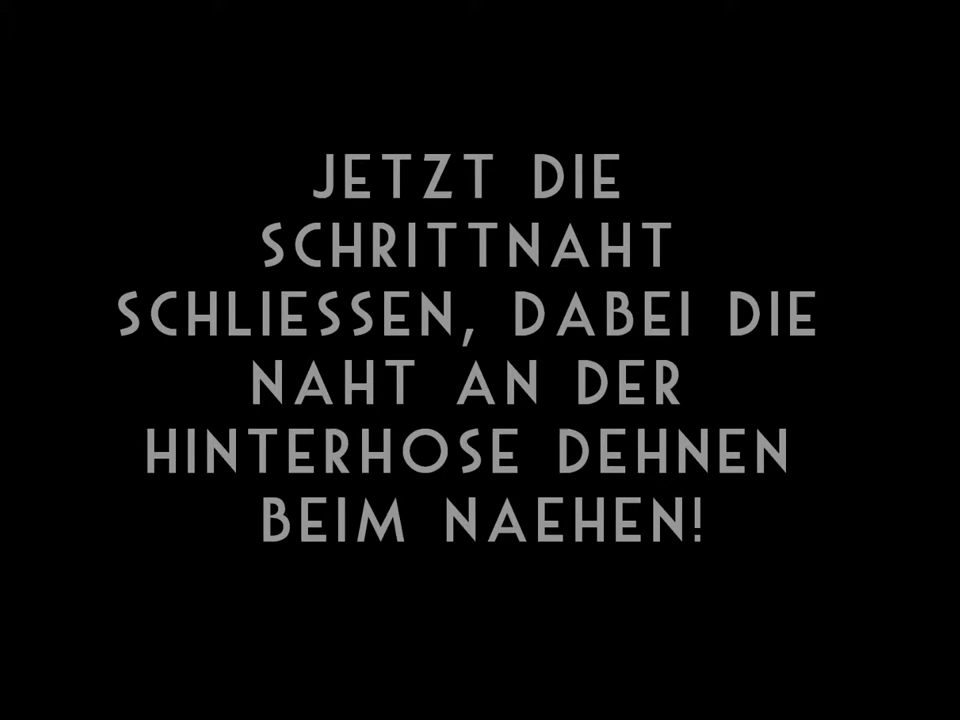 JETZT DIE
SCHRITTNAHT
SCHLIESSEN, DABEI DIE
NAHT AN DER
HINTERHOSE DEHNEN
BEIM NAEHEN!